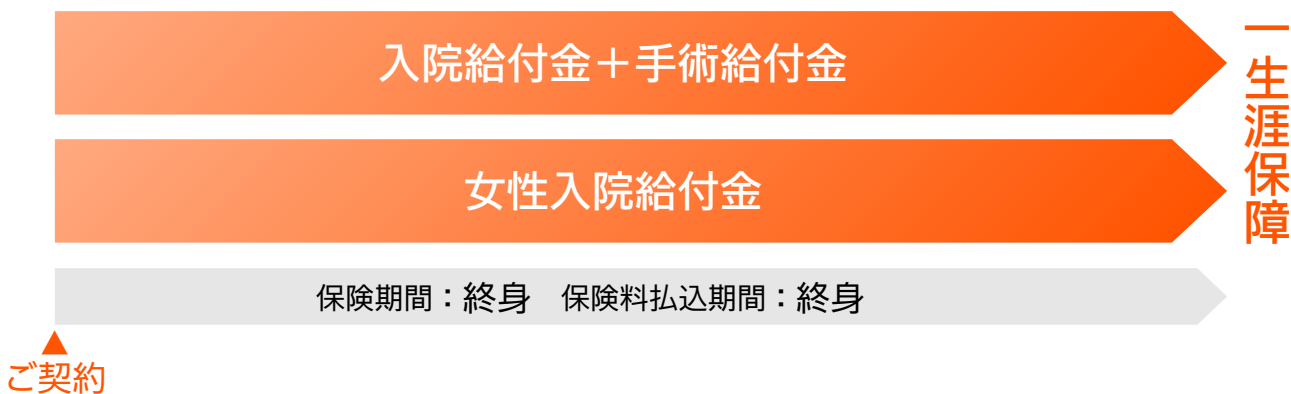 入院給付金＋手術給付金
女性入院給付金
一生涯保障
保険期間：終身　保険料払込期間：終身
▲
ご契約